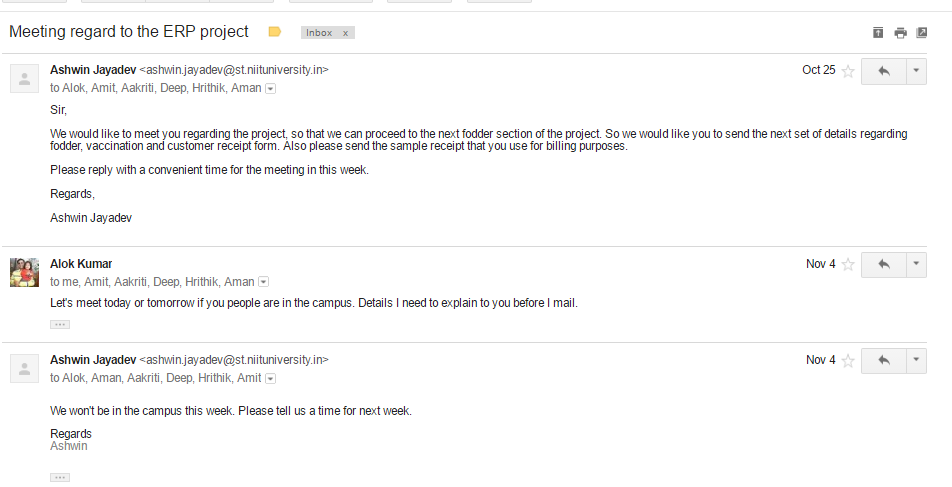 Meeting regard to the ERP project Inbox x
Ashwin Jayadev <ashwin.jayadev@st.niituniversity.in> Oct 25
to Alok, Amit, Aakriti, Deep, Hrithik, Aman
Sir,
We would like to meet you regarding the project, so that we can proceed to the next fodder section of the project. So we would like you to send the next set of details regarding
fodder, vaccination and customer receipt form. Also please send the sample receipt that you use for billing purposes.
Please reply with a convenient time for the meeting in this week.
Regards,
Ashwin Jayadev
Alok Kumar Nov 4
to me, Amit, Aakriti, Deep, Hrithik, Aman
Let's meet today or tomorrow if you people are in the campus. Details I need to explain to you before I mail.
Ashwin Jayadev <ashwin.jayadev@st.niituniversity.in> Nov 4
to Alok, Aman, Aakriti, Deep, Hrithik, Amit
We won't be in the campus this week. Please tell us a time for next week.
Regards
Ashwin